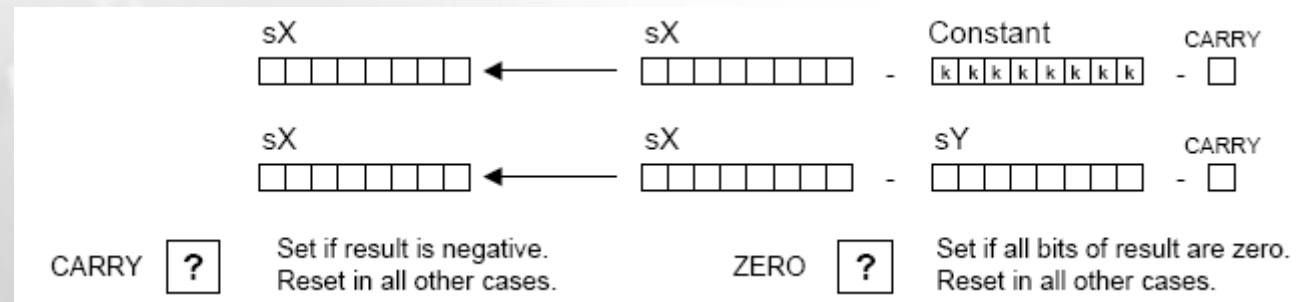 sX sX Constant CARRY
- k k k k k k k k -
sX sX sY CARRY
- -
CARRY ? Set if result is negative. ZERO ? Set if all bits of result are zero.
Reset in all other cases. Reset in all other cases.